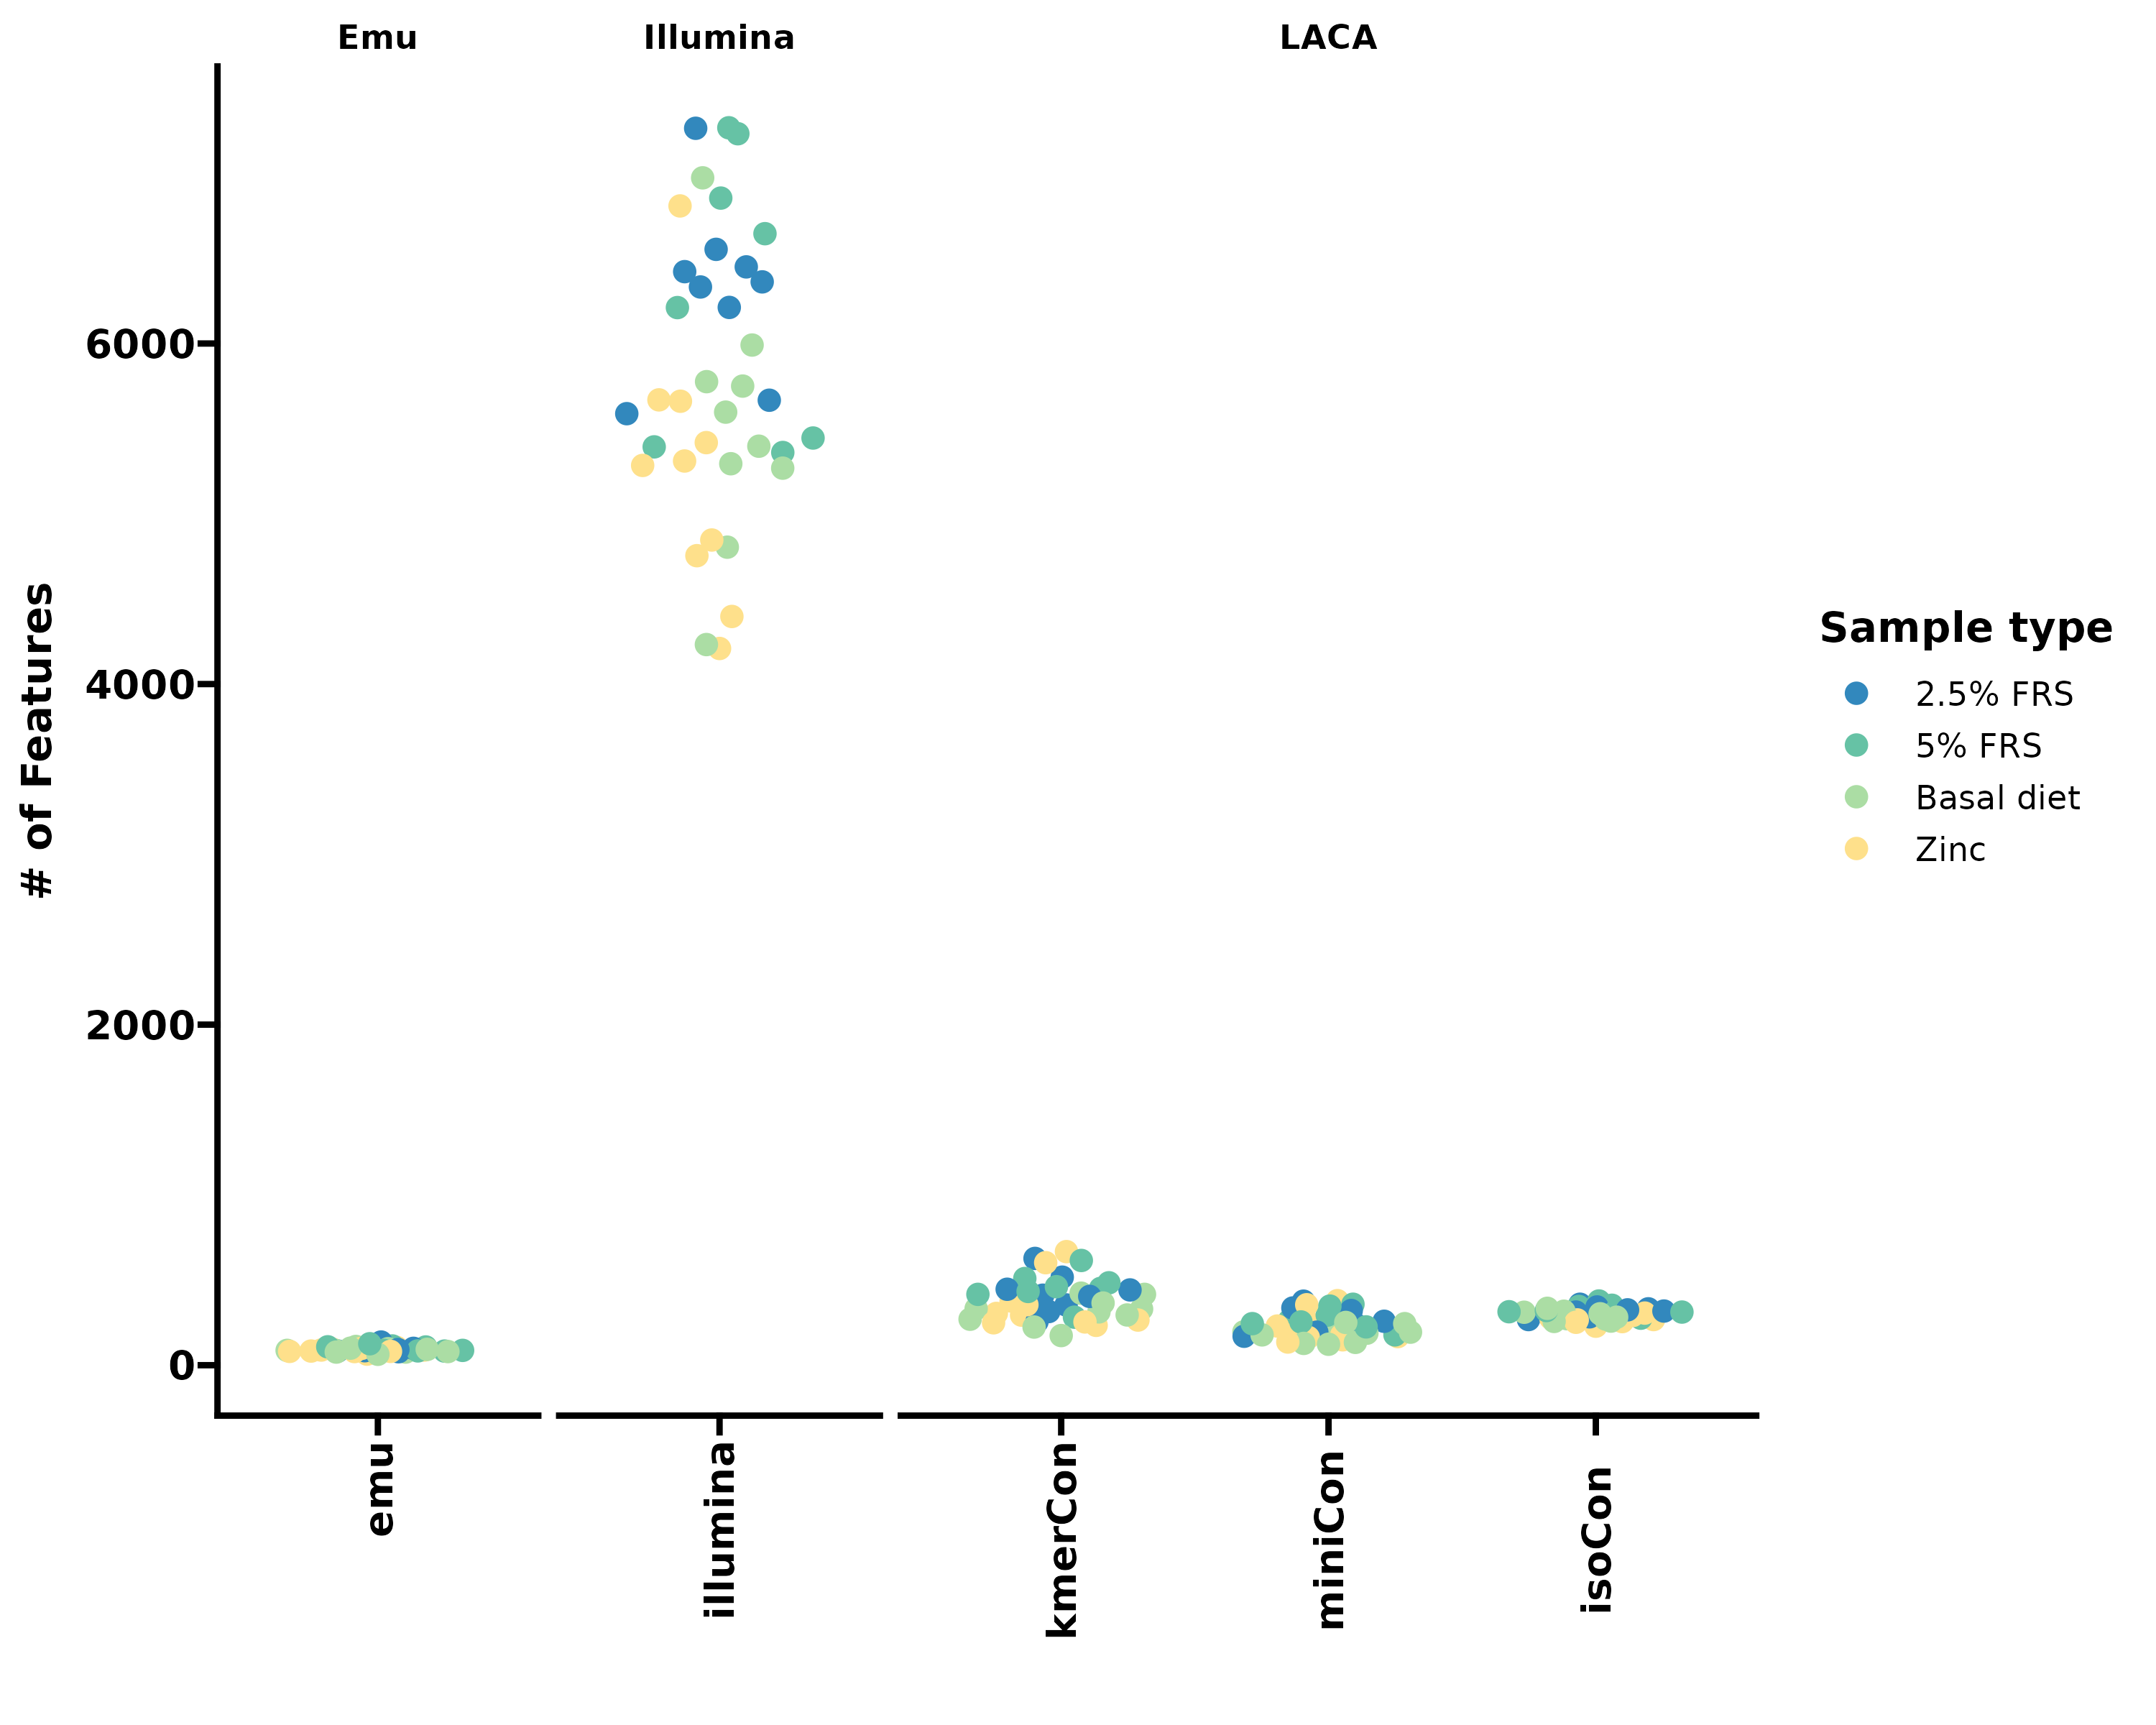 Emu Illumina LACA
# of Features
6000
4000
2000
0
emu
illumina
kmerCon
miniCon
isoCon
Sample type
2.5% FRS
5% FRS
Basal diet
Zinc